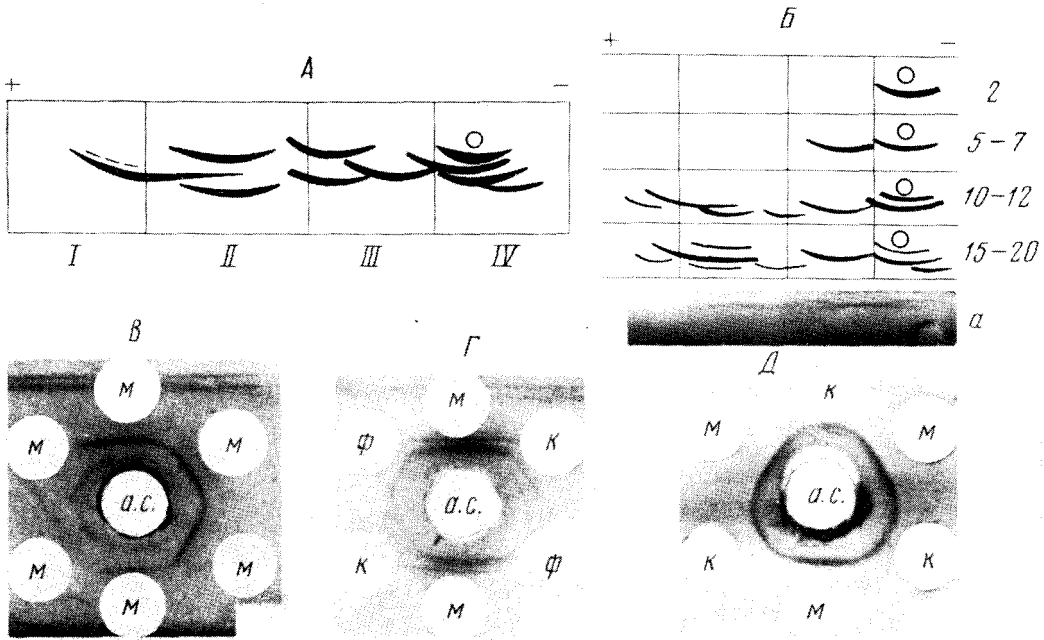 А
+ −
I II III IV
Б
+ −
2
5−7
10−12
15−20
а
В
м
м м
а.с.
м м
м
Г
м
ф к
а.с.
к ф
м
Д
к
м м
а.с.
к к
м